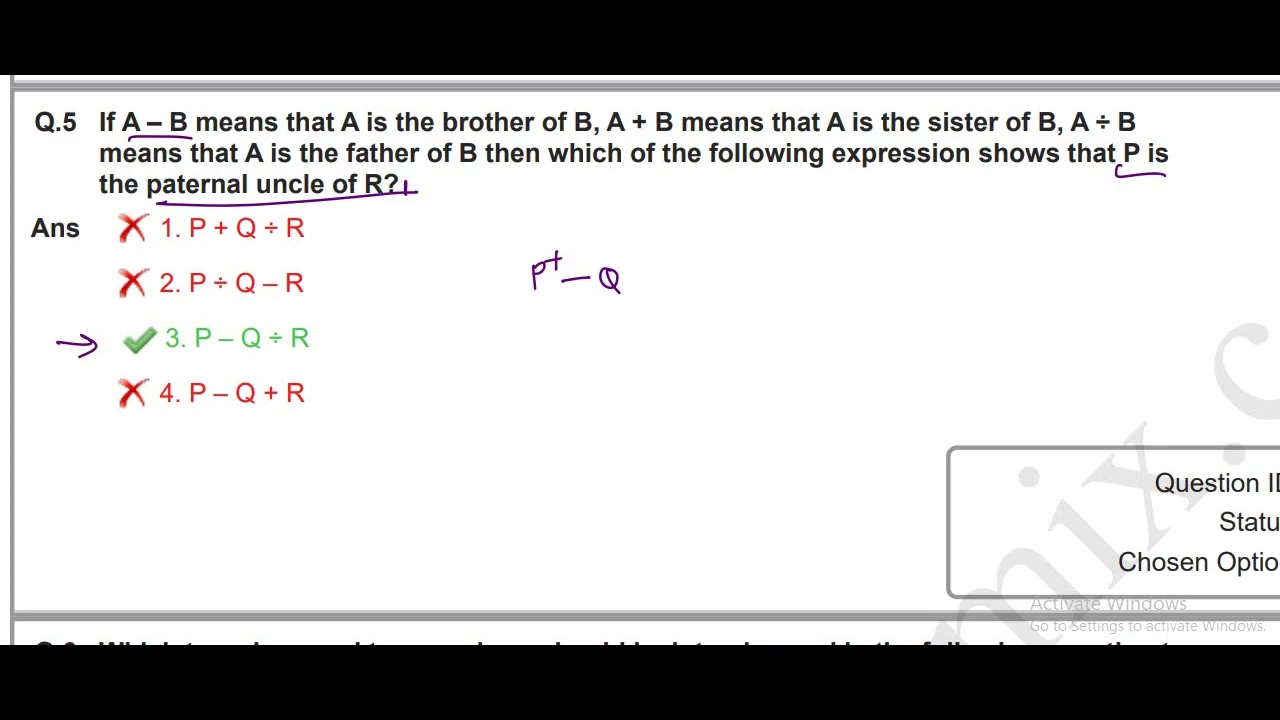 Q.5 If A – B means that A is the brother of B, A + B means that A is the sister of B, A ÷ B
means that A is the father of B then which of the following expression shows that P is
the paternal uncle of R?
Ans 1. P + Q ÷ R
2. P ÷ Q – R
P+ — Q
3. P – Q ÷ R
4. P – Q + R
mix.c
Question
Statu
Chosen Optio
Activate Windows
Go to Settings to activate Windows.